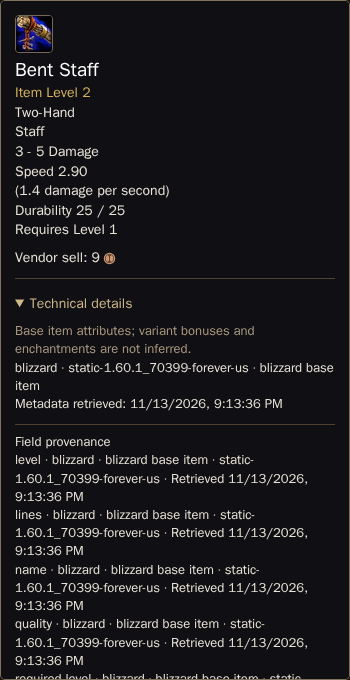 Bent Staff
Item Level 2
Two-Hand
Staff
3 - 5 Damage
Speed 2.90
(1.4 damage per second)
Durability 25 / 25
Requires Level 1
Vendor sell: 9
▼ Technical details
Base item attributes; variant bonuses and
enchantments are not inferred.
blizzard · static-1.60.1_70399-forever-us · blizzard base
item
Metadata retrieved: 11/13/2026, 9:13:36 PM
Field provenance
level · blizzard · blizzard base item · static-
1.60.1_70399-forever-us · Retrieved 11/13/2026,
9:13:36 PM
lines · blizzard · blizzard base item · static-
1.60.1_70399-forever-us · Retrieved 11/13/2026,
9:13:36 PM
name · blizzard · blizzard base item · static-
1.60.1_70399-forever-us · Retrieved 11/13/2026,
9:13:36 PM
quality · blizzard · blizzard base item · static-
1.60.1_70399-forever-us · Retrieved 11/13/2026,
9:13:36 PM
required level · blizzard · blizzard base item · static-